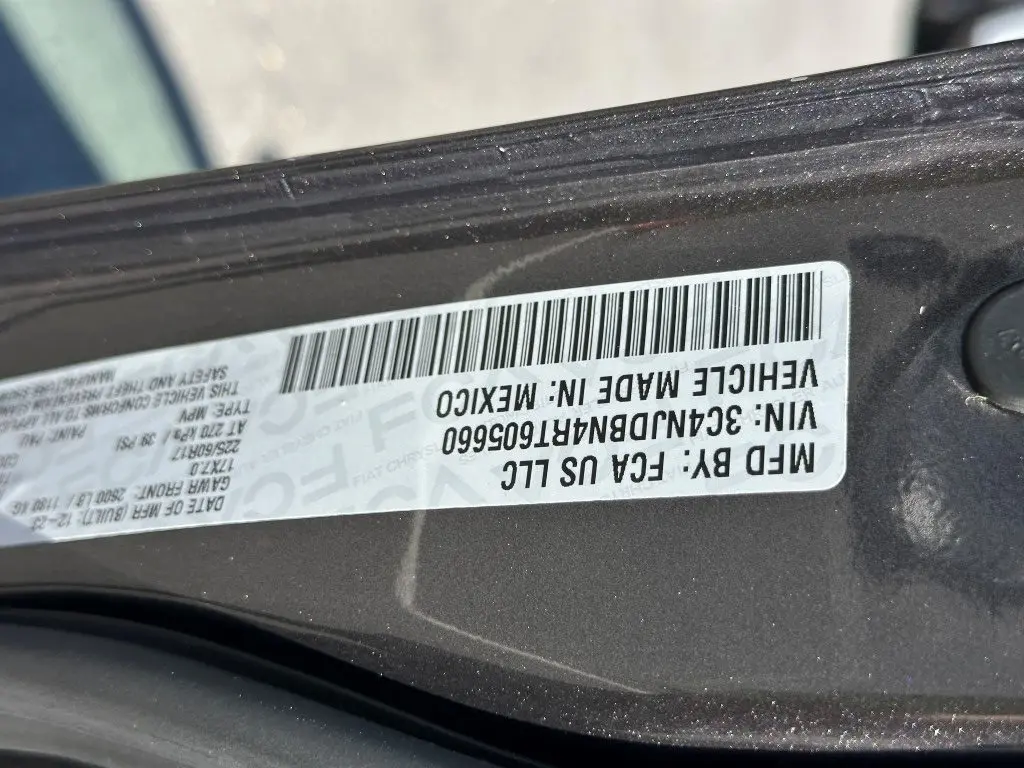 MFD BY: FCA US LLC
VIN: 3C4NJDBN4RT605660
VEHICLE MADE IN: MEXICO
DATE OF MFR (BUILT): 12-23
GAWR FRONT: 2600 LB / 1180 KG
17X7.0
225/60R17
AT 270 kPa / 39 PSI
TYPE: MPV
PAINT:
THIS VEHICLE CONFORMS TO ALL
SAFETY AND THEFT PREVENTION